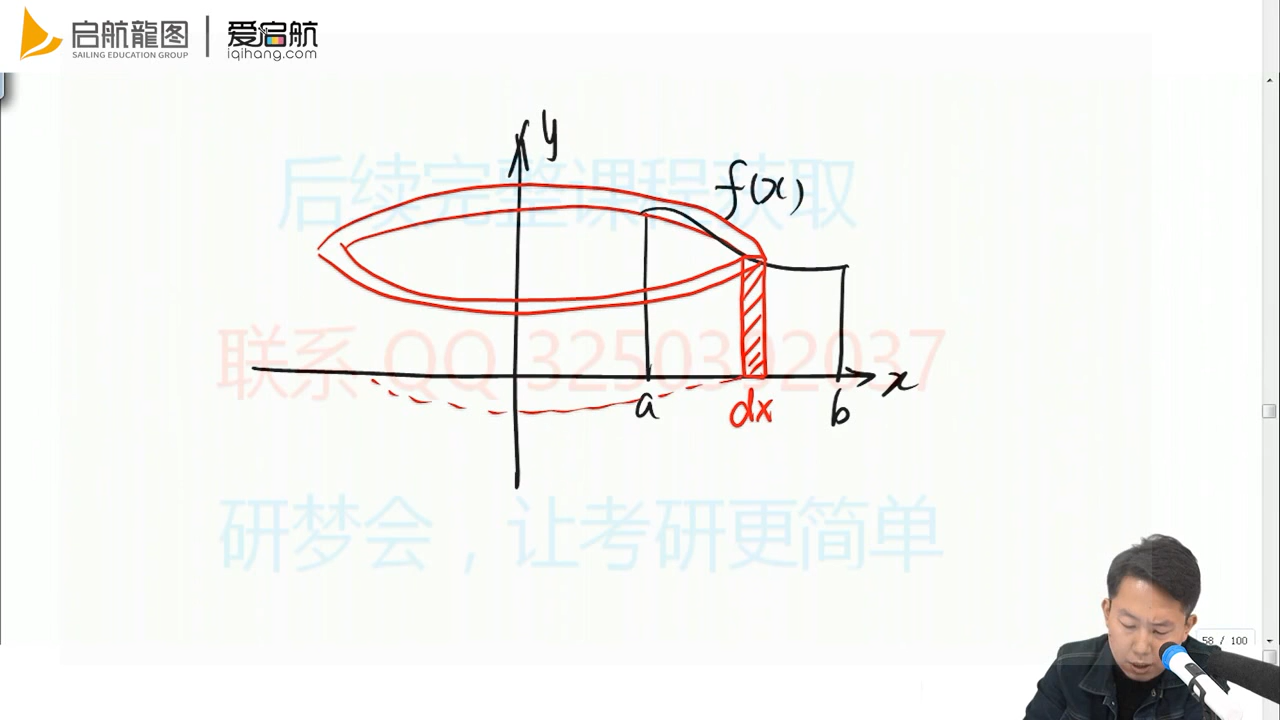 启航龍图 爱启航
SAILING EDUCATION GROUP iqihang.com
y
后续完整课程获取
f(x)
联系 QQ 3250392037
x
a dx b
研梦会，让考研更简单
58 / 100